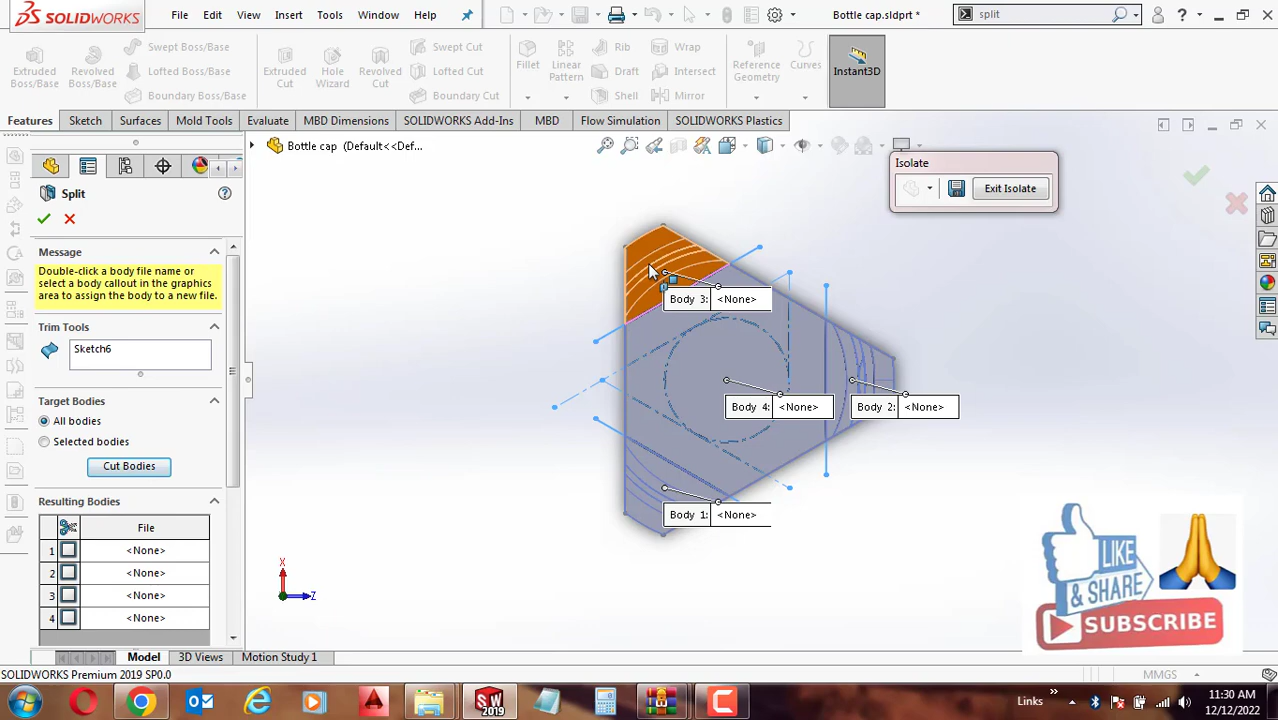 SOLIDWORKS
File
Edit
View
Insert
Tools
Window
Help
Bottle cap.sldprt *
split
Extruded Boss/Base
Revolved Boss/Base
Swept Boss/Base
Lofted Boss/Base
Boundary Boss/Base
Extruded Cut
Hole Wizard
Revolved Cut
Swept Cut
Lofted Cut
Boundary Cut
Fillet
Linear Pattern
Rib
Draft
Shell
Wrap
Intersect
Mirror
Reference Geometry
Curves
Instant3D
Features
Sketch
Surfaces
Mold Tools
Evaluate
MBD Dimensions
SOLIDWORKS Add-Ins
MBD
Flow Simulation
SOLIDWORKS Plastics
Bottle cap (Default<<Def...
Isolate
Exit Isolate
Split
Message
Double-click a body file name or
select a body callout in the graphics
area to assign the body to a new file.
Trim Tools
Sketch6
Target Bodies
All bodies
Selected bodies
Cut Bodies
Resulting Bodies
File
1 <None>
2 <None>
3 <None>
4 <None>
Body 3: <None>
Body 4: <None>
Body 2: <None>
Body 1: <None>
X
Z
LIKE
& SHARE
SUBSCRIBE
Model
3D Views
Motion Study 1
SOLIDWORKS Premium 2019 SP0.0
MMGS
SW
2019
Links
11:30 AM
12/12/2022